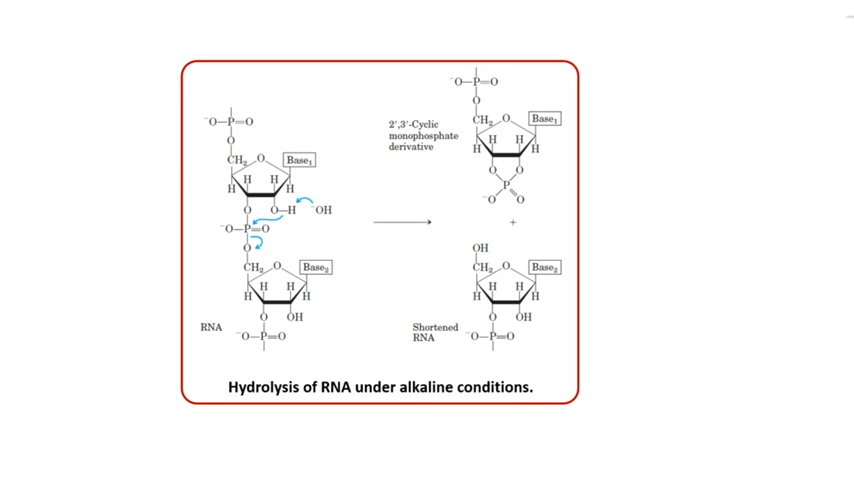 ⁻O—P=O
O
CH₂ O Base₁
H H
H H
O O—H ⁻OH
⁻O—P=O
O
CH₂ O Base₂
H H
H H
O OH
RNA
⁻O—P=O
2′,3′-Cyclic
monophosphate
derivative
⁻O—P=O
O
CH₂ O Base₁
H H
H H
O O
P
⁻O O
+
OH
CH₂ O Base₂
H H
H H
O OH
Shortened
RNA
⁻O—P=O
Hydrolysis of RNA under alkaline conditions.